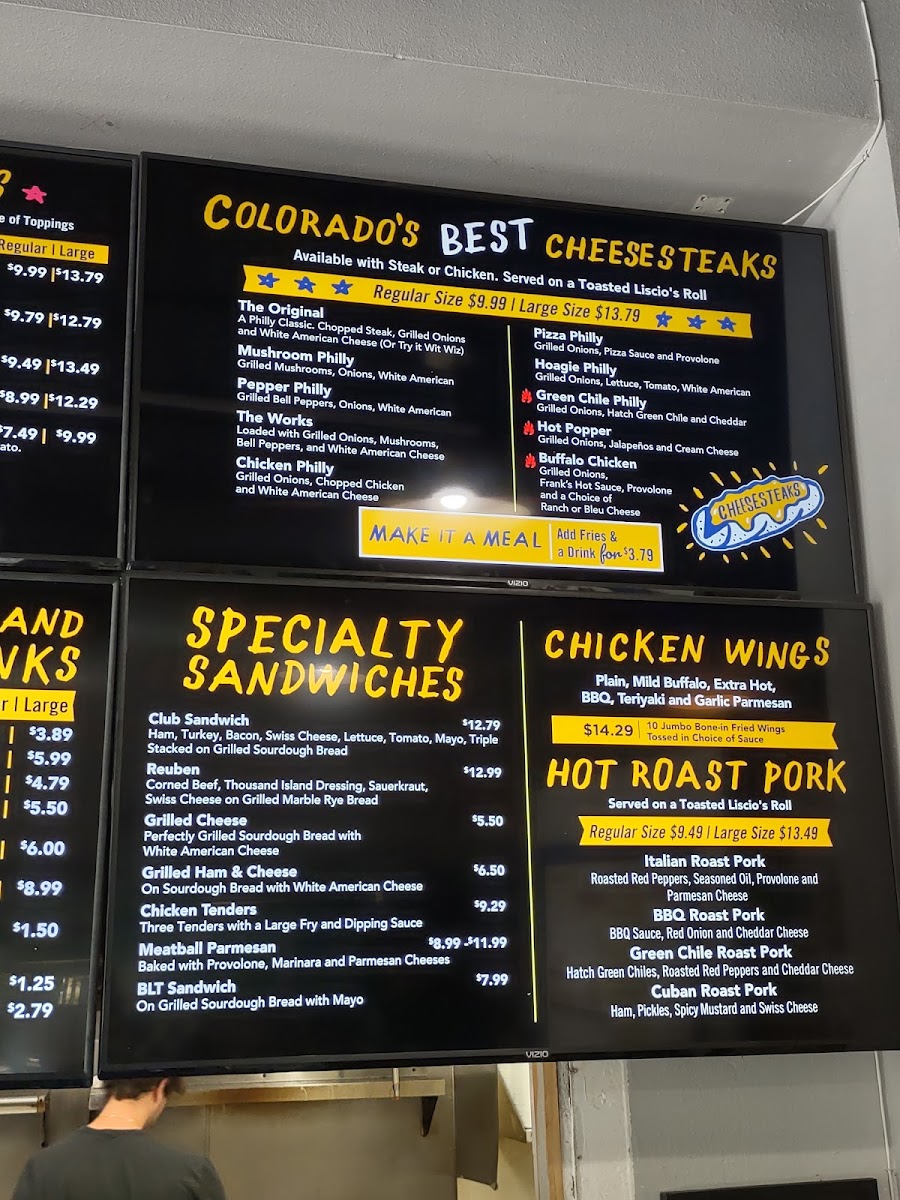 S
e of Toppings
Regular | Large
$9.99 | $13.79
$9.79 | $12.79
$9.49 | $13.49
$8.99 | $12.29
$7.49 | $9.99
ato.
COLORADO'S BEST CHEESESTEAKS
Available with Steak or Chicken. Served on a Toasted Liscio's Roll
Regular Size $9.99 | Large Size $13.79
The Original
A Philly Classic. Chopped Steak, Grilled Onions
and White American Cheese (Or Try it Wit Wiz)
Mushroom Philly
Grilled Mushrooms, Onions, White American
Pepper Philly
Grilled Bell Peppers, Onions, White American
The Works
Loaded with Grilled Onions, Mushrooms,
Bell Peppers, and White American Cheese
Chicken Philly
Grilled Onions, Chopped Chicken
and White American Cheese
Pizza Philly
Grilled Onions, Pizza Sauce and Provolone
Hoagie Philly
Grilled Onions, Lettuce, Tomato, White American
Green Chile Philly
Grilled Onions, Hatch Green Chile and Cheddar
Hot Popper
Grilled Onions, Jalapeños and Cream Cheese
Buffalo Chicken
Grilled Onions,
Frank's Hot Sauce, Provolone
and a Choice of
Ranch or Bleu Cheese
CHEESESTEAKS
MAKE IT A MEAL
Add Fries &
a Drink for $3.79
VIZIO
AND
NKS
r | Large
| $3.89
| $5.99
| $4.79
| $5.50
| $6.00
| $8.99
$1.50
$1.25
$2.79
SPECIALTY
SANDWICHES
Club Sandwich $12.79
Ham, Turkey, Bacon, Swiss Cheese, Lettuce, Tomato, Mayo, Triple
Stacked on Grilled Sourdough Bread
Reuben $12.99
Corned Beef, Thousand Island Dressing, Sauerkraut,
Swiss Cheese on Grilled Marble Rye Bread
Grilled Cheese $5.50
Perfectly Grilled Sourdough Bread with
White American Cheese
Grilled Ham & Cheese $6.50
On Sourdough Bread with White American Cheese
Chicken Tenders $9.29
Three Tenders with a Large Fry and Dipping Sauce
Meatball Parmesan $8.99-$11.99
Baked with Provolone, Marinara and Parmesan Cheeses
BLT Sandwich $7.99
On Grilled Sourdough Bread with Mayo
CHICKEN WINGS
Plain, Mild Buffalo, Extra Hot,
BBQ, Teriyaki and Garlic Parmesan
$14.29 | 10 Jumbo Bone-in Fried Wings
Tossed in Choice of Sauce
HOT ROAST PORK
Served on a Toasted Liscio's Roll
Regular Size $9.49 | Large Size $13.49
Italian Roast Pork
Roasted Red Peppers, Seasoned Oil, Provolone and
Parmesan Cheese
BBQ Roast Pork
BBQ Sauce, Red Onion and Cheddar Cheese
Green Chile Roast Pork
Hatch Green Chiles, Roasted Red Peppers and Cheddar Cheese
Cuban Roast Pork
Ham, Pickles, Spicy Mustard and Swiss Cheese
VIZIO